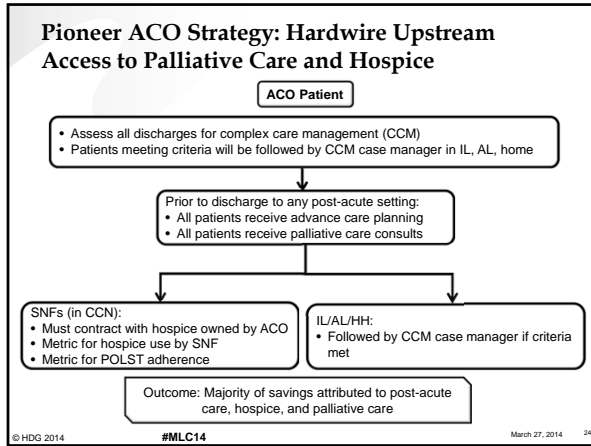 Pioneer ACO Strategy: Hardwire Upstream
Access to Palliative Care and Hospice
ACO Patient
• Assess all discharges for complex care management (CCM)
• Patients meeting criteria will be followed by CCM case manager in IL, AL, home
Prior to discharge to any post-acute setting:
• All patients receive advance care planning
• All patients receive palliative care consults
SNFs (in CCN):
• Must contract with hospice owned by ACO
• Metric for hospice use by SNF
• Metric for POLST adherence
IL/AL/HH:
• Followed by CCM case manager if criteria
met
Outcome: Majority of savings attributed to post-acute
care, hospice, and palliative care
© HDG 2014 #MLC14 March 27, 2014 24